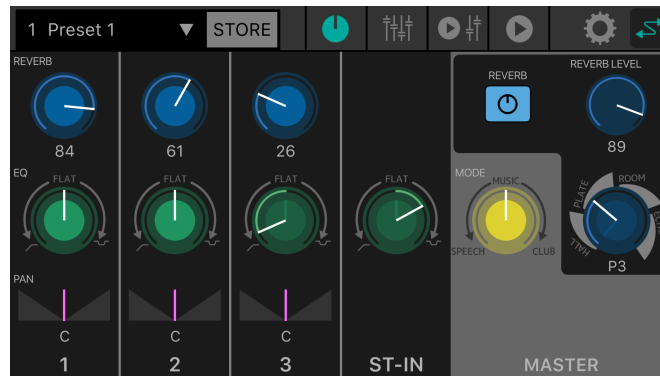 1 Preset 1 ▼ STORE
REVERB
84
61
26
REVERB
REVERB LEVEL
89
EQ
FLAT
FLAT
FLAT
FLAT
MODE
MUSIC
SPEECH
CLUB
HALL
PLATE
ROOM
P3
PAN
C
C
C
1
2
3
ST-IN
MASTER